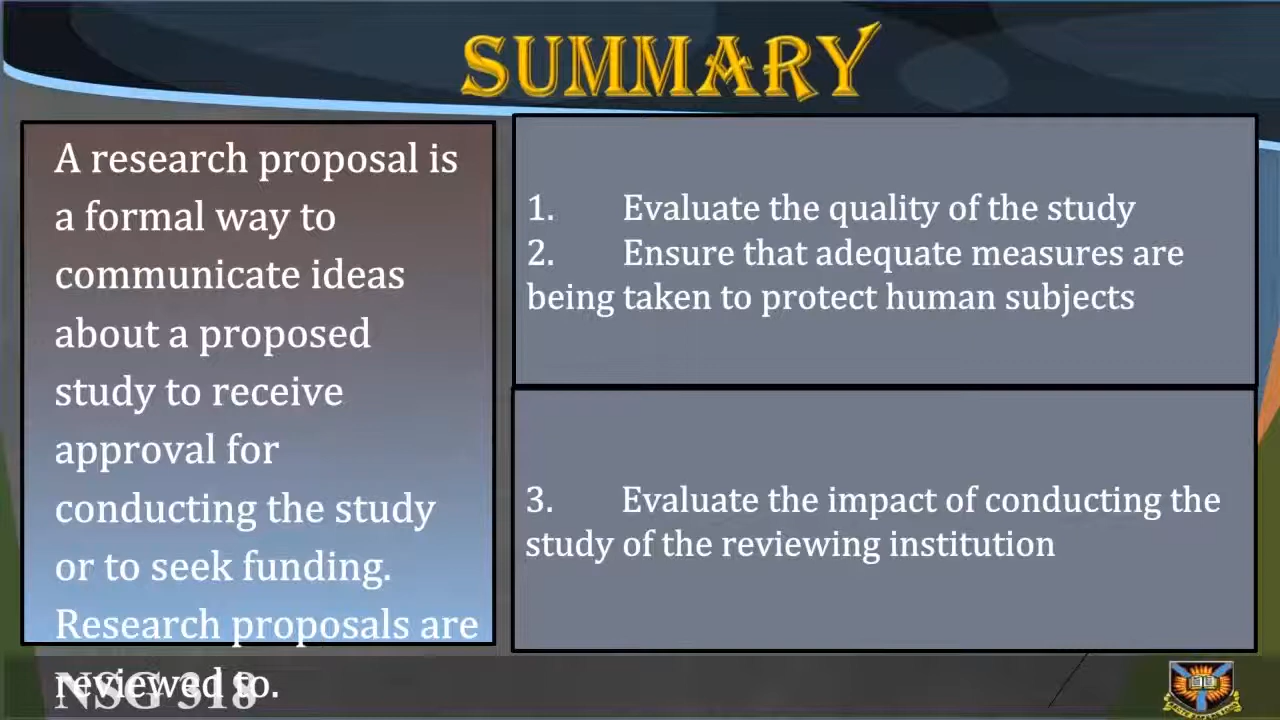 SUMMARY
A research proposal is
a formal way to
communicate ideas
about a proposed
study to receive
approval for
conducting the study
or to seek funding.
Research proposals are
reviewed to.
1. Evaluate the quality of the study
2. Ensure that adequate measures are
being taken to protect human subjects
3. Evaluate the impact of conducting the
study of the reviewing institution
NSG 318